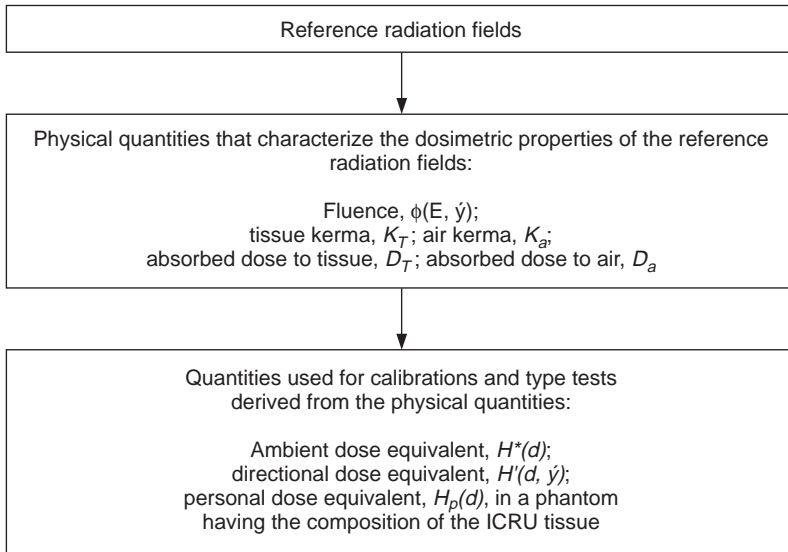 Reference radiation fields
Physical quantities that characterize the dosimetric properties of the reference
radiation fields:
Fluence, ϕ(E, ý);
tissue kerma, K_T; air kerma, K_a;
absorbed dose to tissue, D_T; absorbed dose to air, D_a
Quantities used for calibrations and type tests
derived from the physical quantities:
Ambient dose equivalent, H*(d);
directional dose equivalent, H'(d, ý);
personal dose equivalent, H_p(d), in a phantom
having the composition of the ICRU tissue